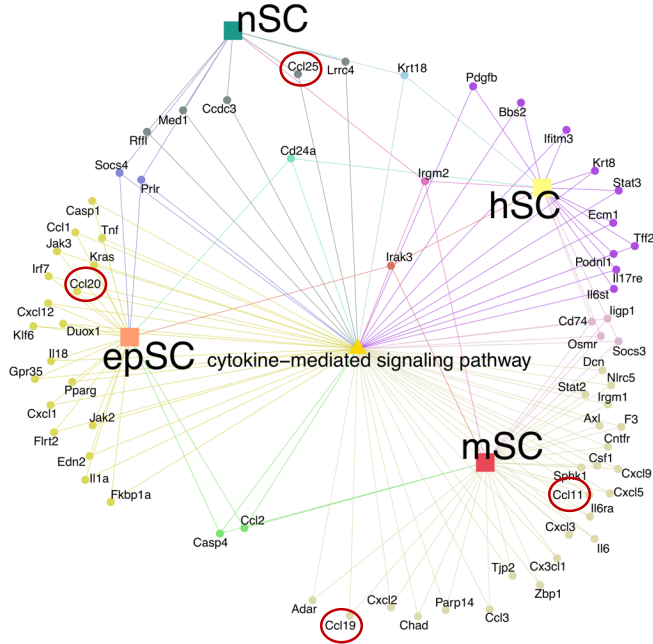 nSC
Ccl25
Lrrc4
Krt18
Pdgfb
Bbs2
Ccdc3
Med1
Rffl
Ifitm3
Cd24a
Socs4
Prlr
Irgm2
Krt8
Stat3
hSC
Ecm1
Casp1
Ccl1
Tnf
Tff2
Jak3
Kras
Irak3
Podnl1
Irf7
Ccl20
Il17re
Il6st
Cxcl12
Iigp1
Klf6
Duox1
Cd74
Osmr
Socs3
Il18
epSC
cytokine−mediated signaling pathway
Gpr35
Dcn
Nlrc5
Pparg
Stat2
Irgm1
Cxcl1
Jak2
Axl
F3
Flrt2
Cntfr
mSC
Edn2
Csf1
Il1a
Sphk1
Cxcl9
Fkbp1a
Ccl11
Cxcl5
Il6ra
Ccl2
Cxcl3
Casp4
Il6
Tjp2
Cx3cl1
Zbp1
Adar
Cxcl2
Parp14
Ccl19
Chad
Ccl3